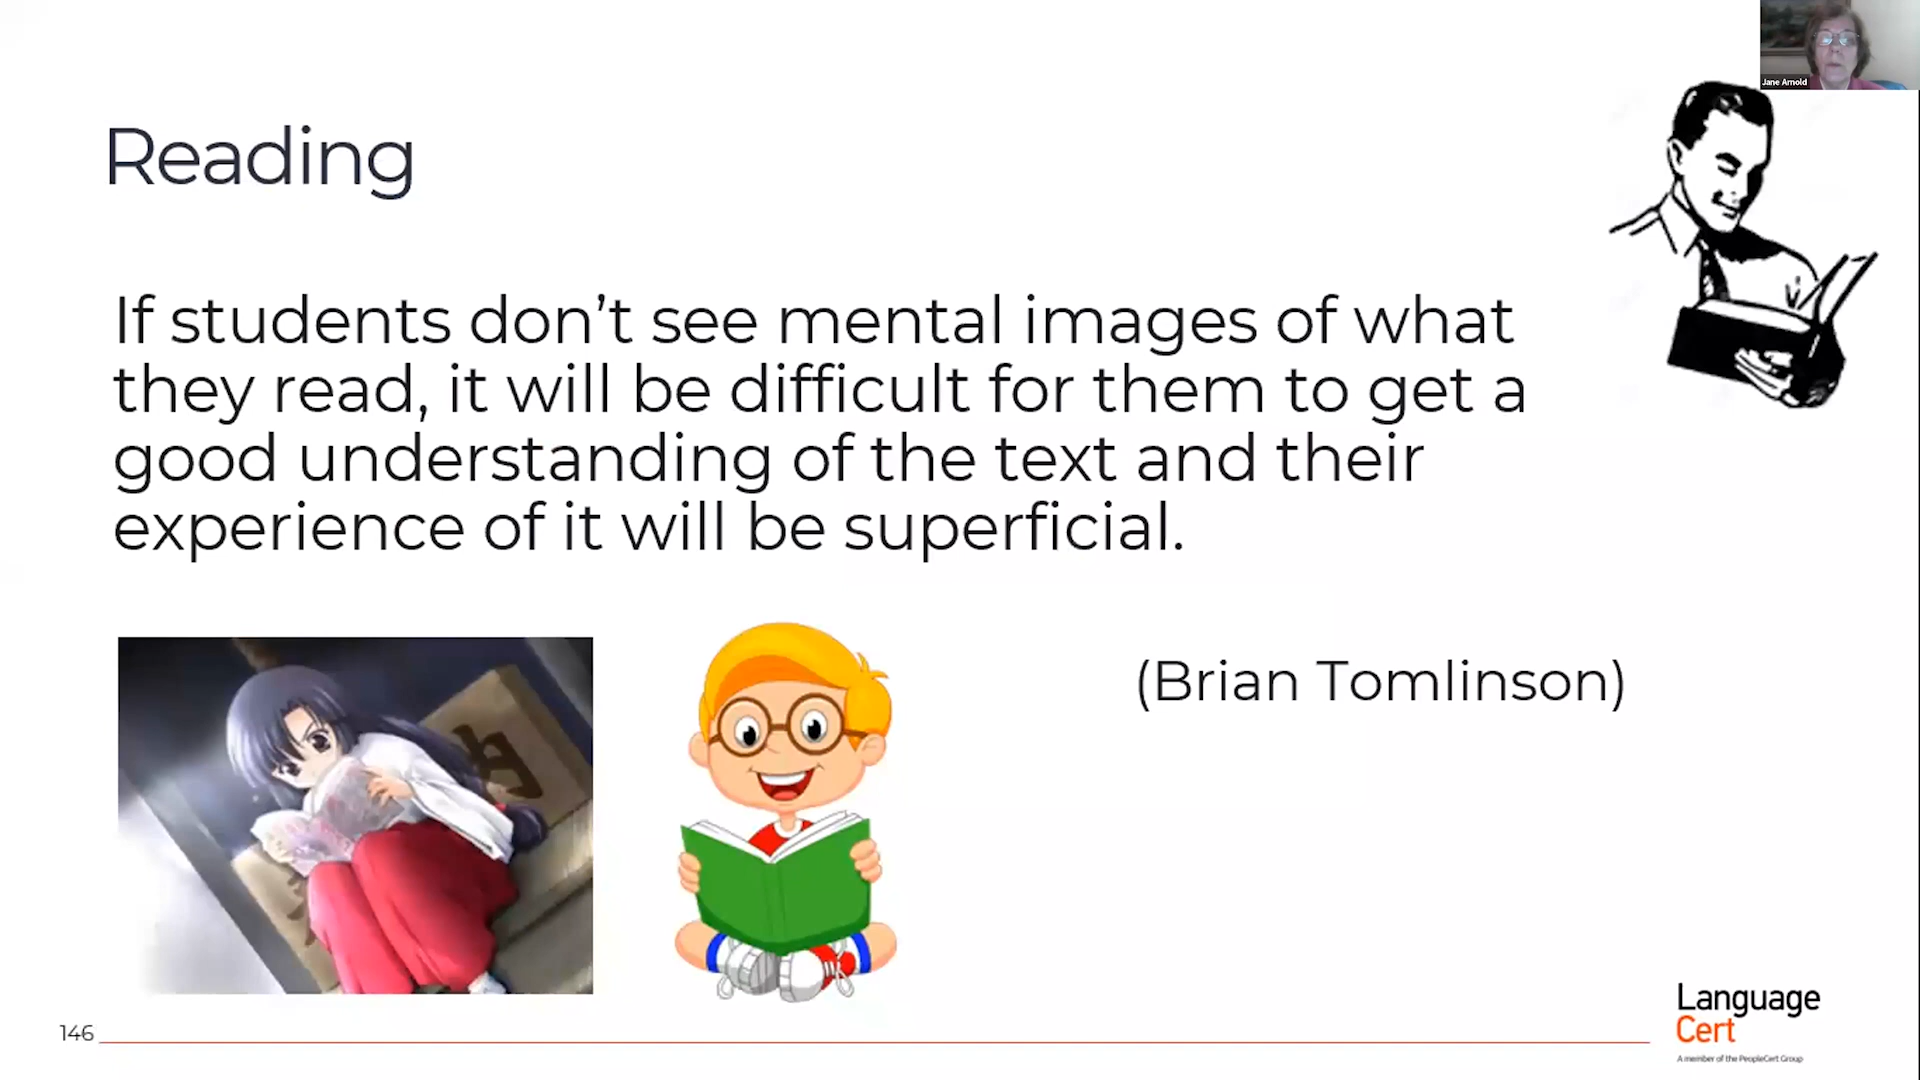 Jane Arnold
Reading
If students don’t see mental images of what
they read, it will be difficult for them to get a
good understanding of the text and their
experience of it will be superficial.
(Brian Tomlinson)
146
Language
Cert
A member of the PeopleCert Group